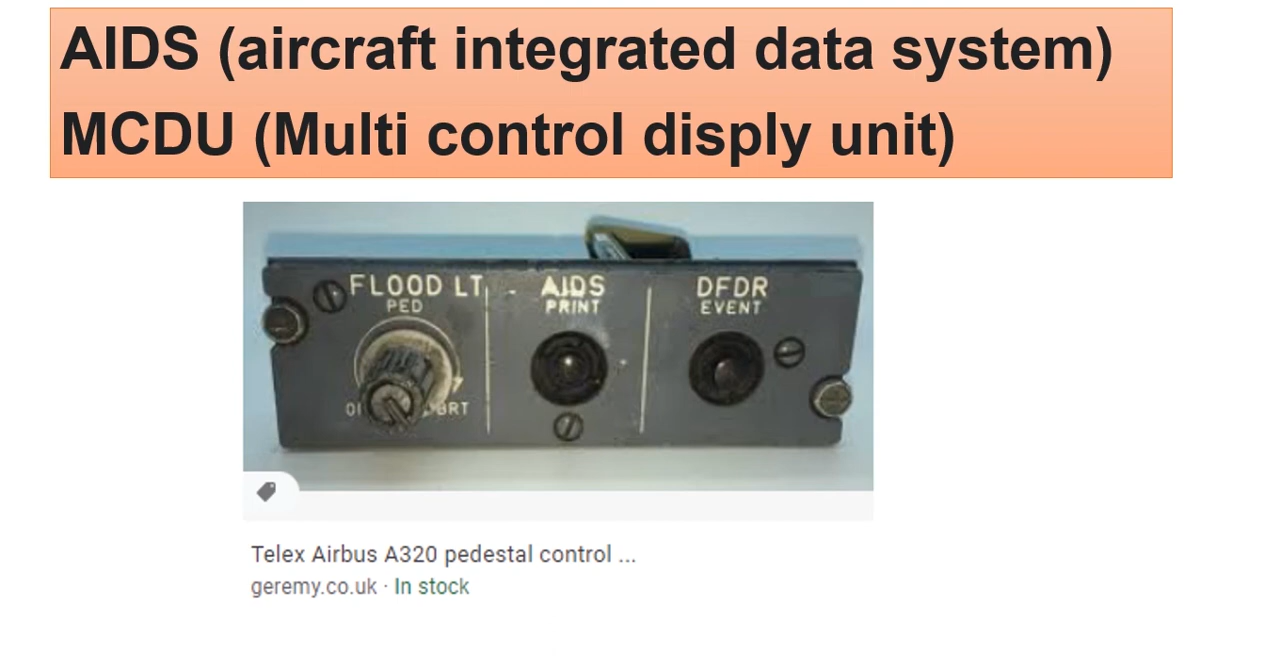 AIDS (aircraft integrated data system)
MCDU (Multi control disply unit)
FLOOD LT
PED
BRT
AIDS
PRINT
DFDR
EVENT
Telex Airbus A320 pedestal control ...
geremy.co.uk · In stock